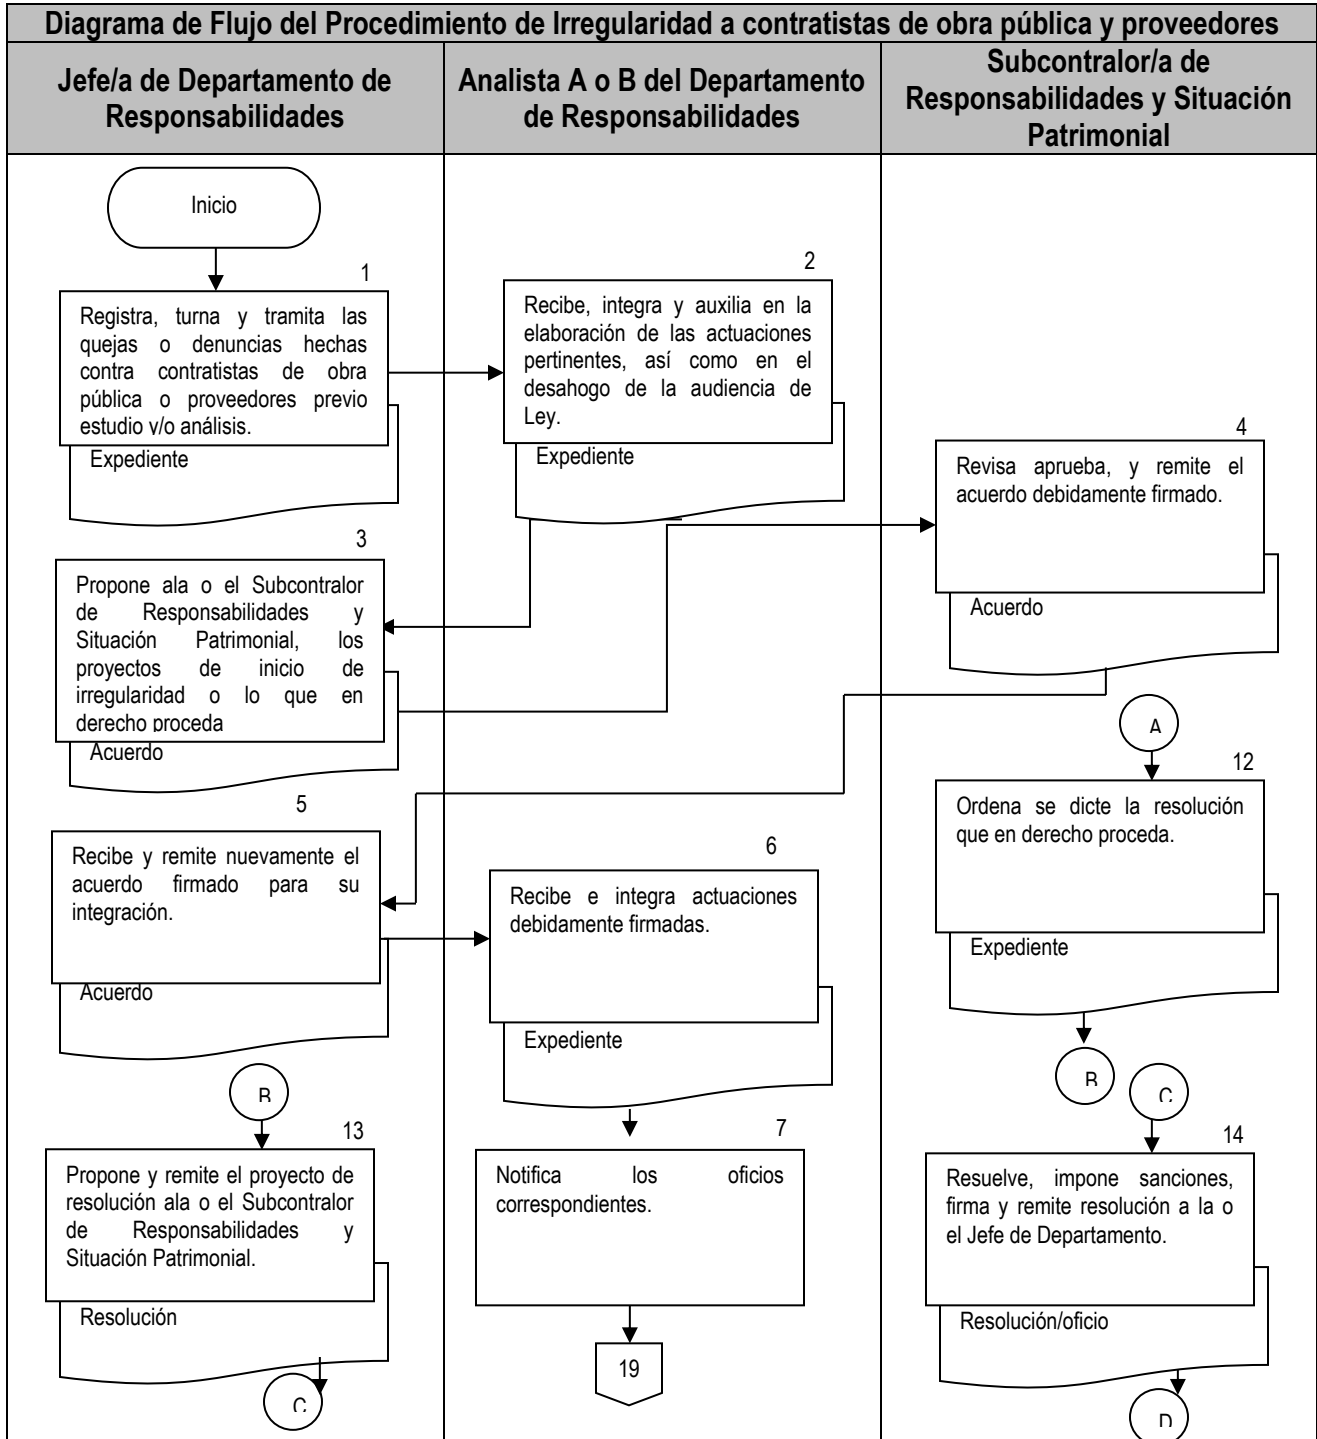 Diagrama de Flujo del Procedimiento de Irregularidad a contratistas de obra pública y proveedores
Jefe/a de Departamento de
Responsabilidades
Analista A o B del Departamento
de Responsabilidades
Subcontralor/a de
Responsabilidades y Situación
Patrimonial
Inicio
1
Registra, turna y tramita las
quejas o denuncias hechas
contra contratistas de obra
pública o proveedores previo
estudio y/o análisis.
Expediente
2
Recibe, integra y auxilia en la
elaboración de las actuaciones
pertinentes, así como en el
desahogo de la audiencia de
Ley.
Expediente
3
Propone ala o el Subcontralor
de Responsabilidades y
Situación Patrimonial, los
proyectos de inicio de
irregularidad o lo que en
derecho proceda
Acuerdo
4
Revisa aprueba, y remite el
acuerdo debidamente firmado.
Acuerdo
5
Recibe y remite nuevamente el
acuerdo firmado para su
integración.
Acuerdo
6
Recibe e integra actuaciones
debidamente firmadas.
Expediente
7
Notifica los oficios
correspondientes.
19
A
12
Ordena se dicte la resolución
que en derecho proceda.
Expediente
B
B
13
Propone y remite el proyecto de
resolución ala o el Subcontralor
de Responsabilidades y
Situación Patrimonial.
Resolución
C
C
14
Resuelve, impone sanciones,
firma y remite resolución a la o
el Jefe de Departamento.
Resolución/oficio
D